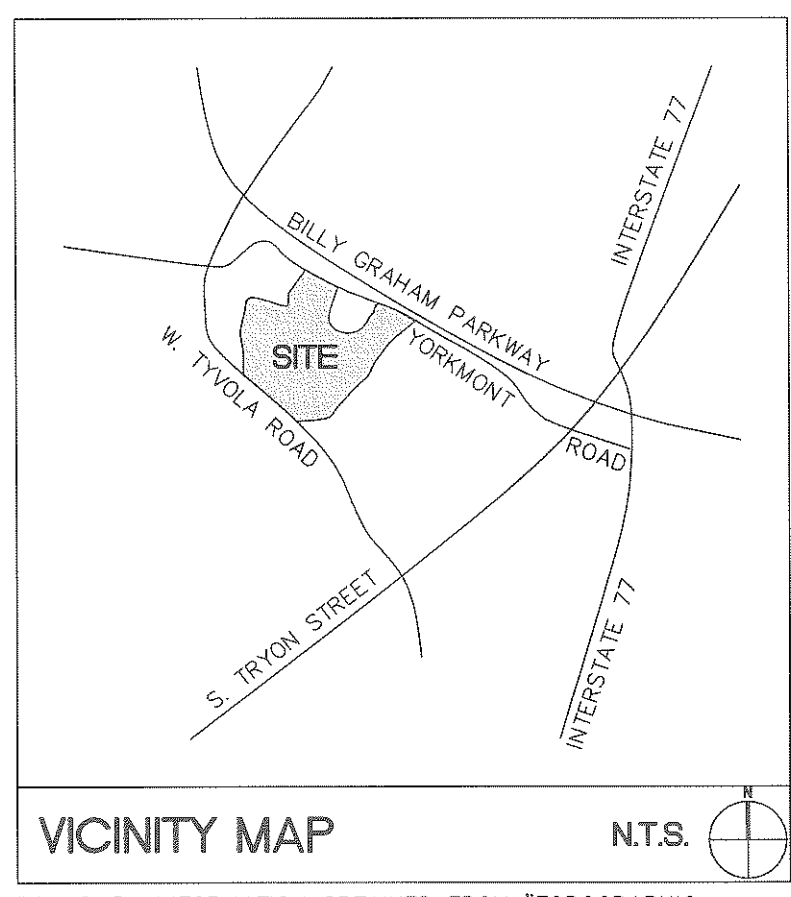 INTERSTATE 77
BILLY GRAHAM PARKWAY
SITE
YORKMONT
ROAD
W. TYVOLA ROAD
S. TRYON STREET
INTERSTATE 77
VICINITY MAP
N.T.S.
N